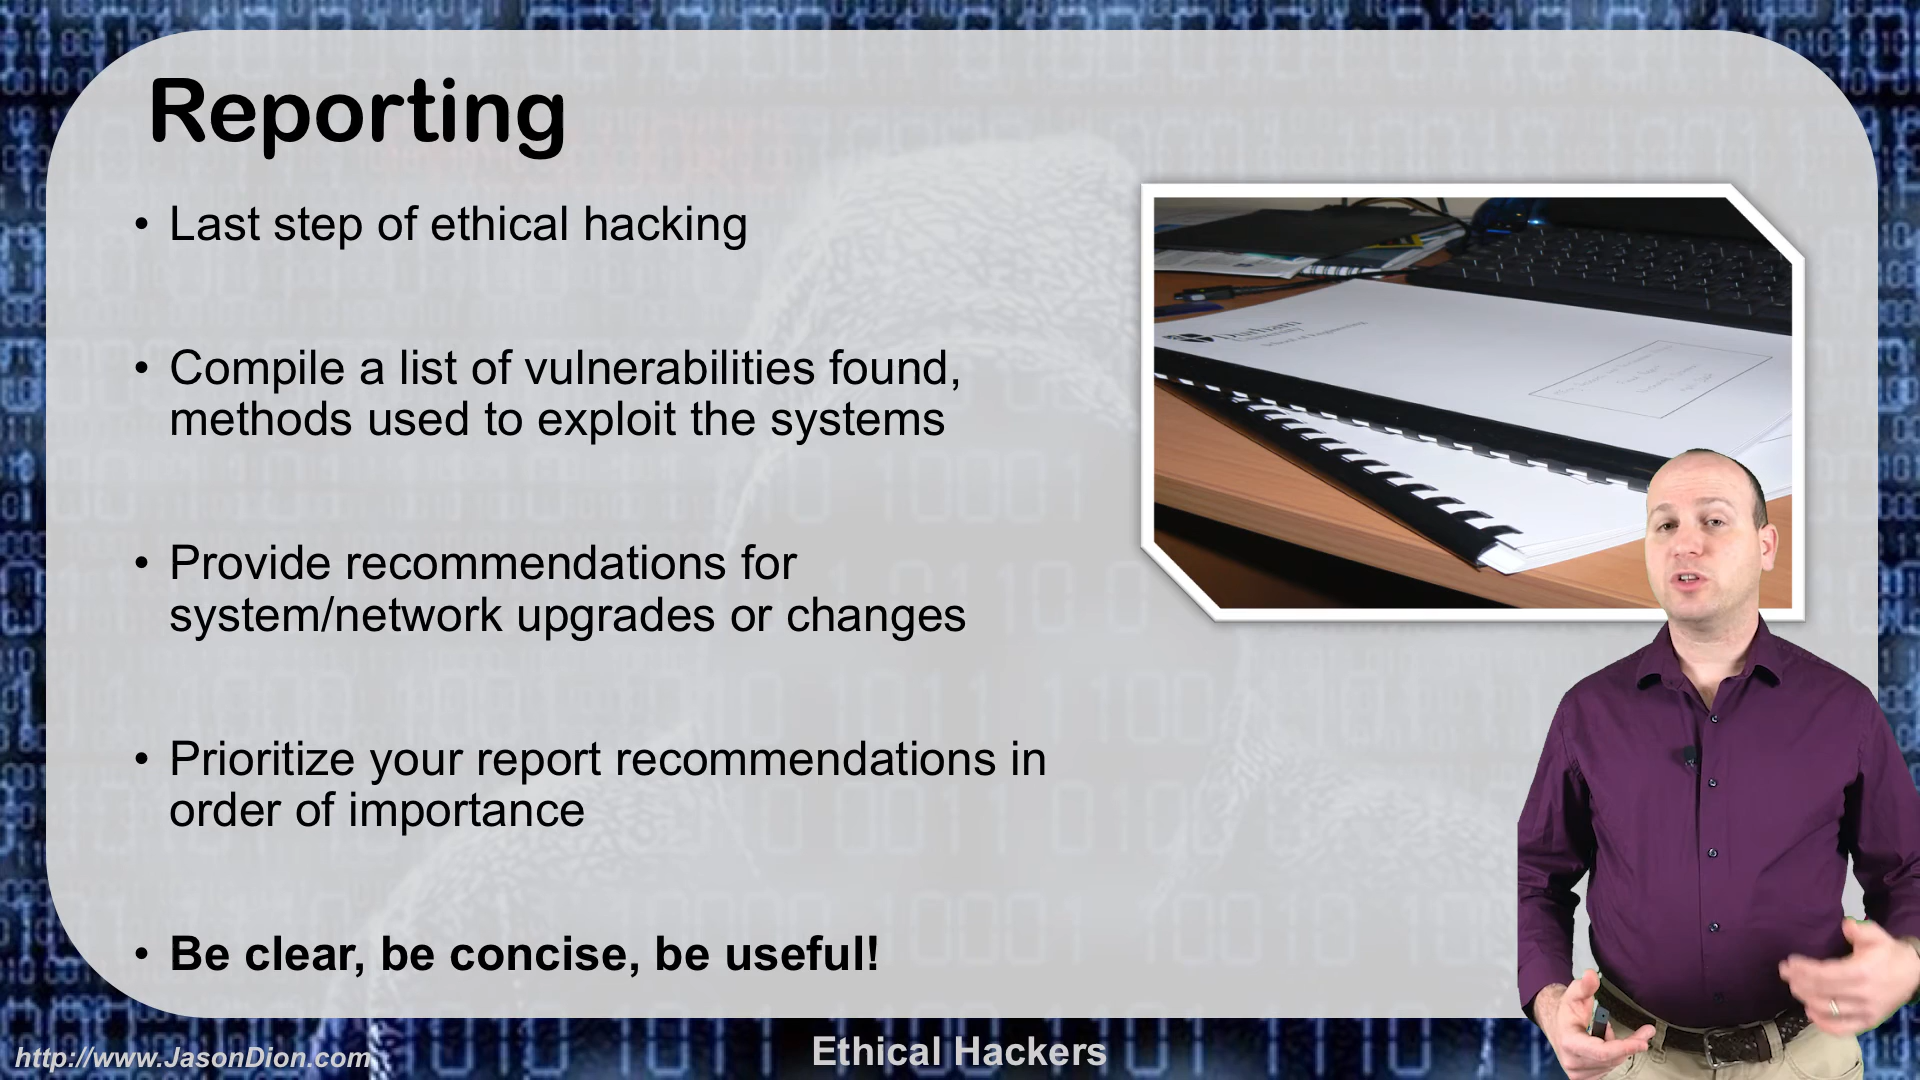 Reporting
• Last step of ethical hacking
• Compile a list of vulnerabilities found,
methods used to exploit the systems
• Provide recommendations for
system/network upgrades or changes
• Prioritize your report recommendations in
order of importance
• Be clear, be concise, be useful!
Durham
http://www.JasonDion.com
Ethical Hackers